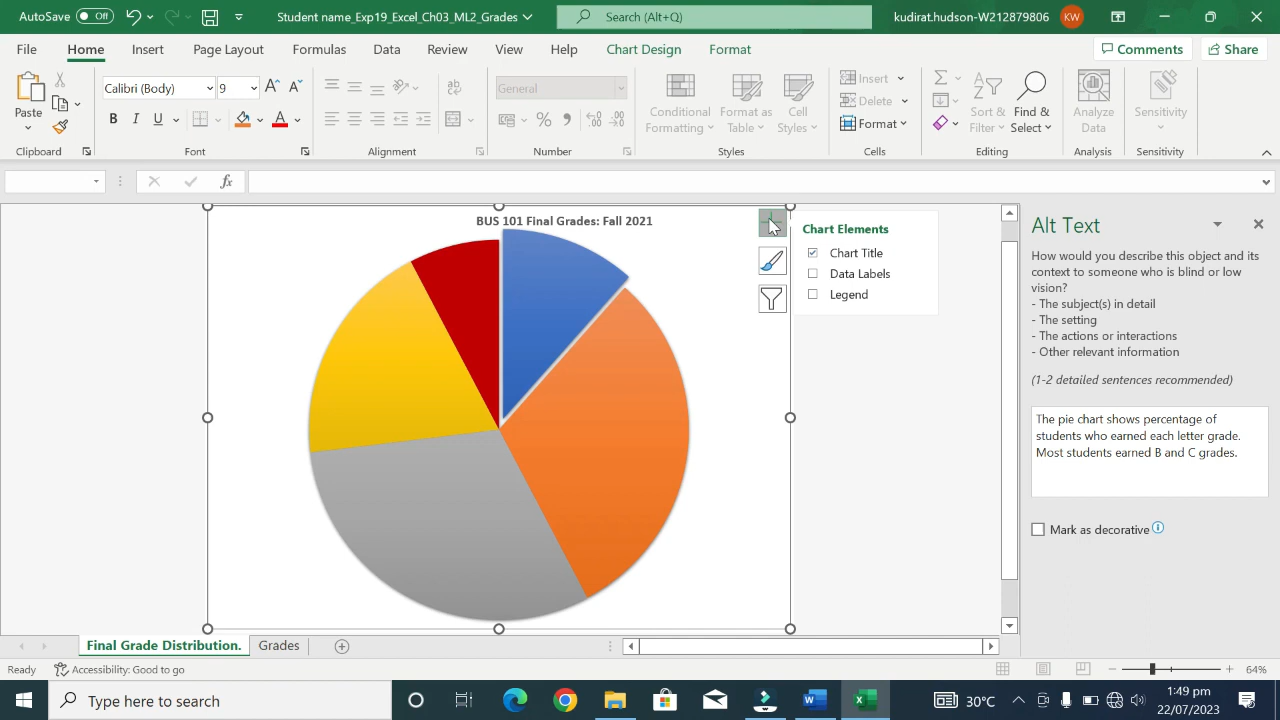 AutoSave Off Student name_Exp19_Excel_Ch03_ML2_Grades Search (Alt+Q) kudirat.hudson-W212879806 KW
File Home Insert Page Layout Formulas Data Review View Help Chart Design Format Comments Share
Paste Calibri (Body) 9 A A ab General Conditional Formatting Format as Table Cell Styles Insert Delete Format Sort & Filter Find & Select Analyze Data Sensitivity
B I U A % 
Clipboard Font Alignment Number Styles Cells Editing Analysis Sensitivity
fx
BUS 101 Final Grades: Fall 2021
Chart Elements
Chart Title
Data Labels
Legend
Alt Text
How would you describe this object and its
context to someone who is blind or low
vision?
- The subject(s) in detail
- The setting
- The actions or interactions
- Other relevant information
(1-2 detailed sentences recommended)
The pie chart shows percentage of
students who earned each letter grade.
Most students earned B and C grades.
Mark as decorative
Final Grade Distribution. Grades
Ready Accessibility: Good to go 64%
Type here to search 30°C 1:49 pm
22/07/2023